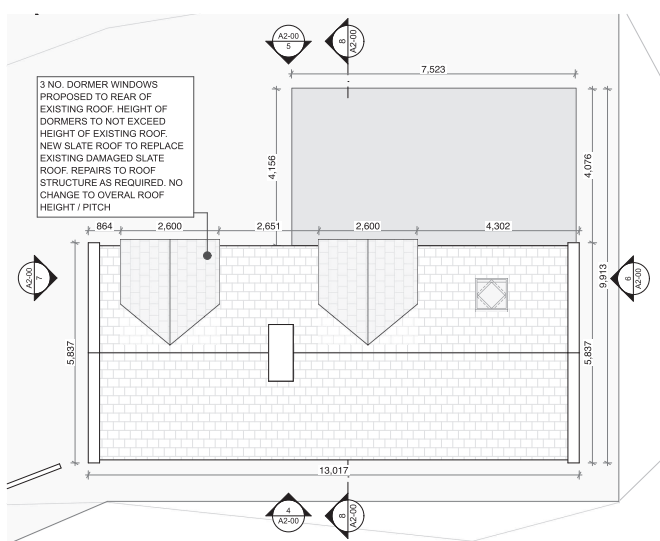 A2-00
5
8
A2-00
7,523
3 NO. DORMER WINDOWS
PROPOSED TO REAR OF
EXISTING ROOF. HEIGHT OF
DORMERS TO NOT EXCEED
HEIGHT OF EXISTING ROOF.
NEW SLATE ROOF TO REPLACE
EXISTING DAMAGED SLATE
ROOF. REPAIRS TO ROOF
STRUCTURE AS REQUIRED. NO
CHANGE TO OVERAL ROOF
HEIGHT / PITCH
4,156
4,076
864
2,600
2,651
2,600
4,302
A2-00
7
9,913
6
A2-00
5,837
5,837
13,017
4
A2-00
8
A2-00